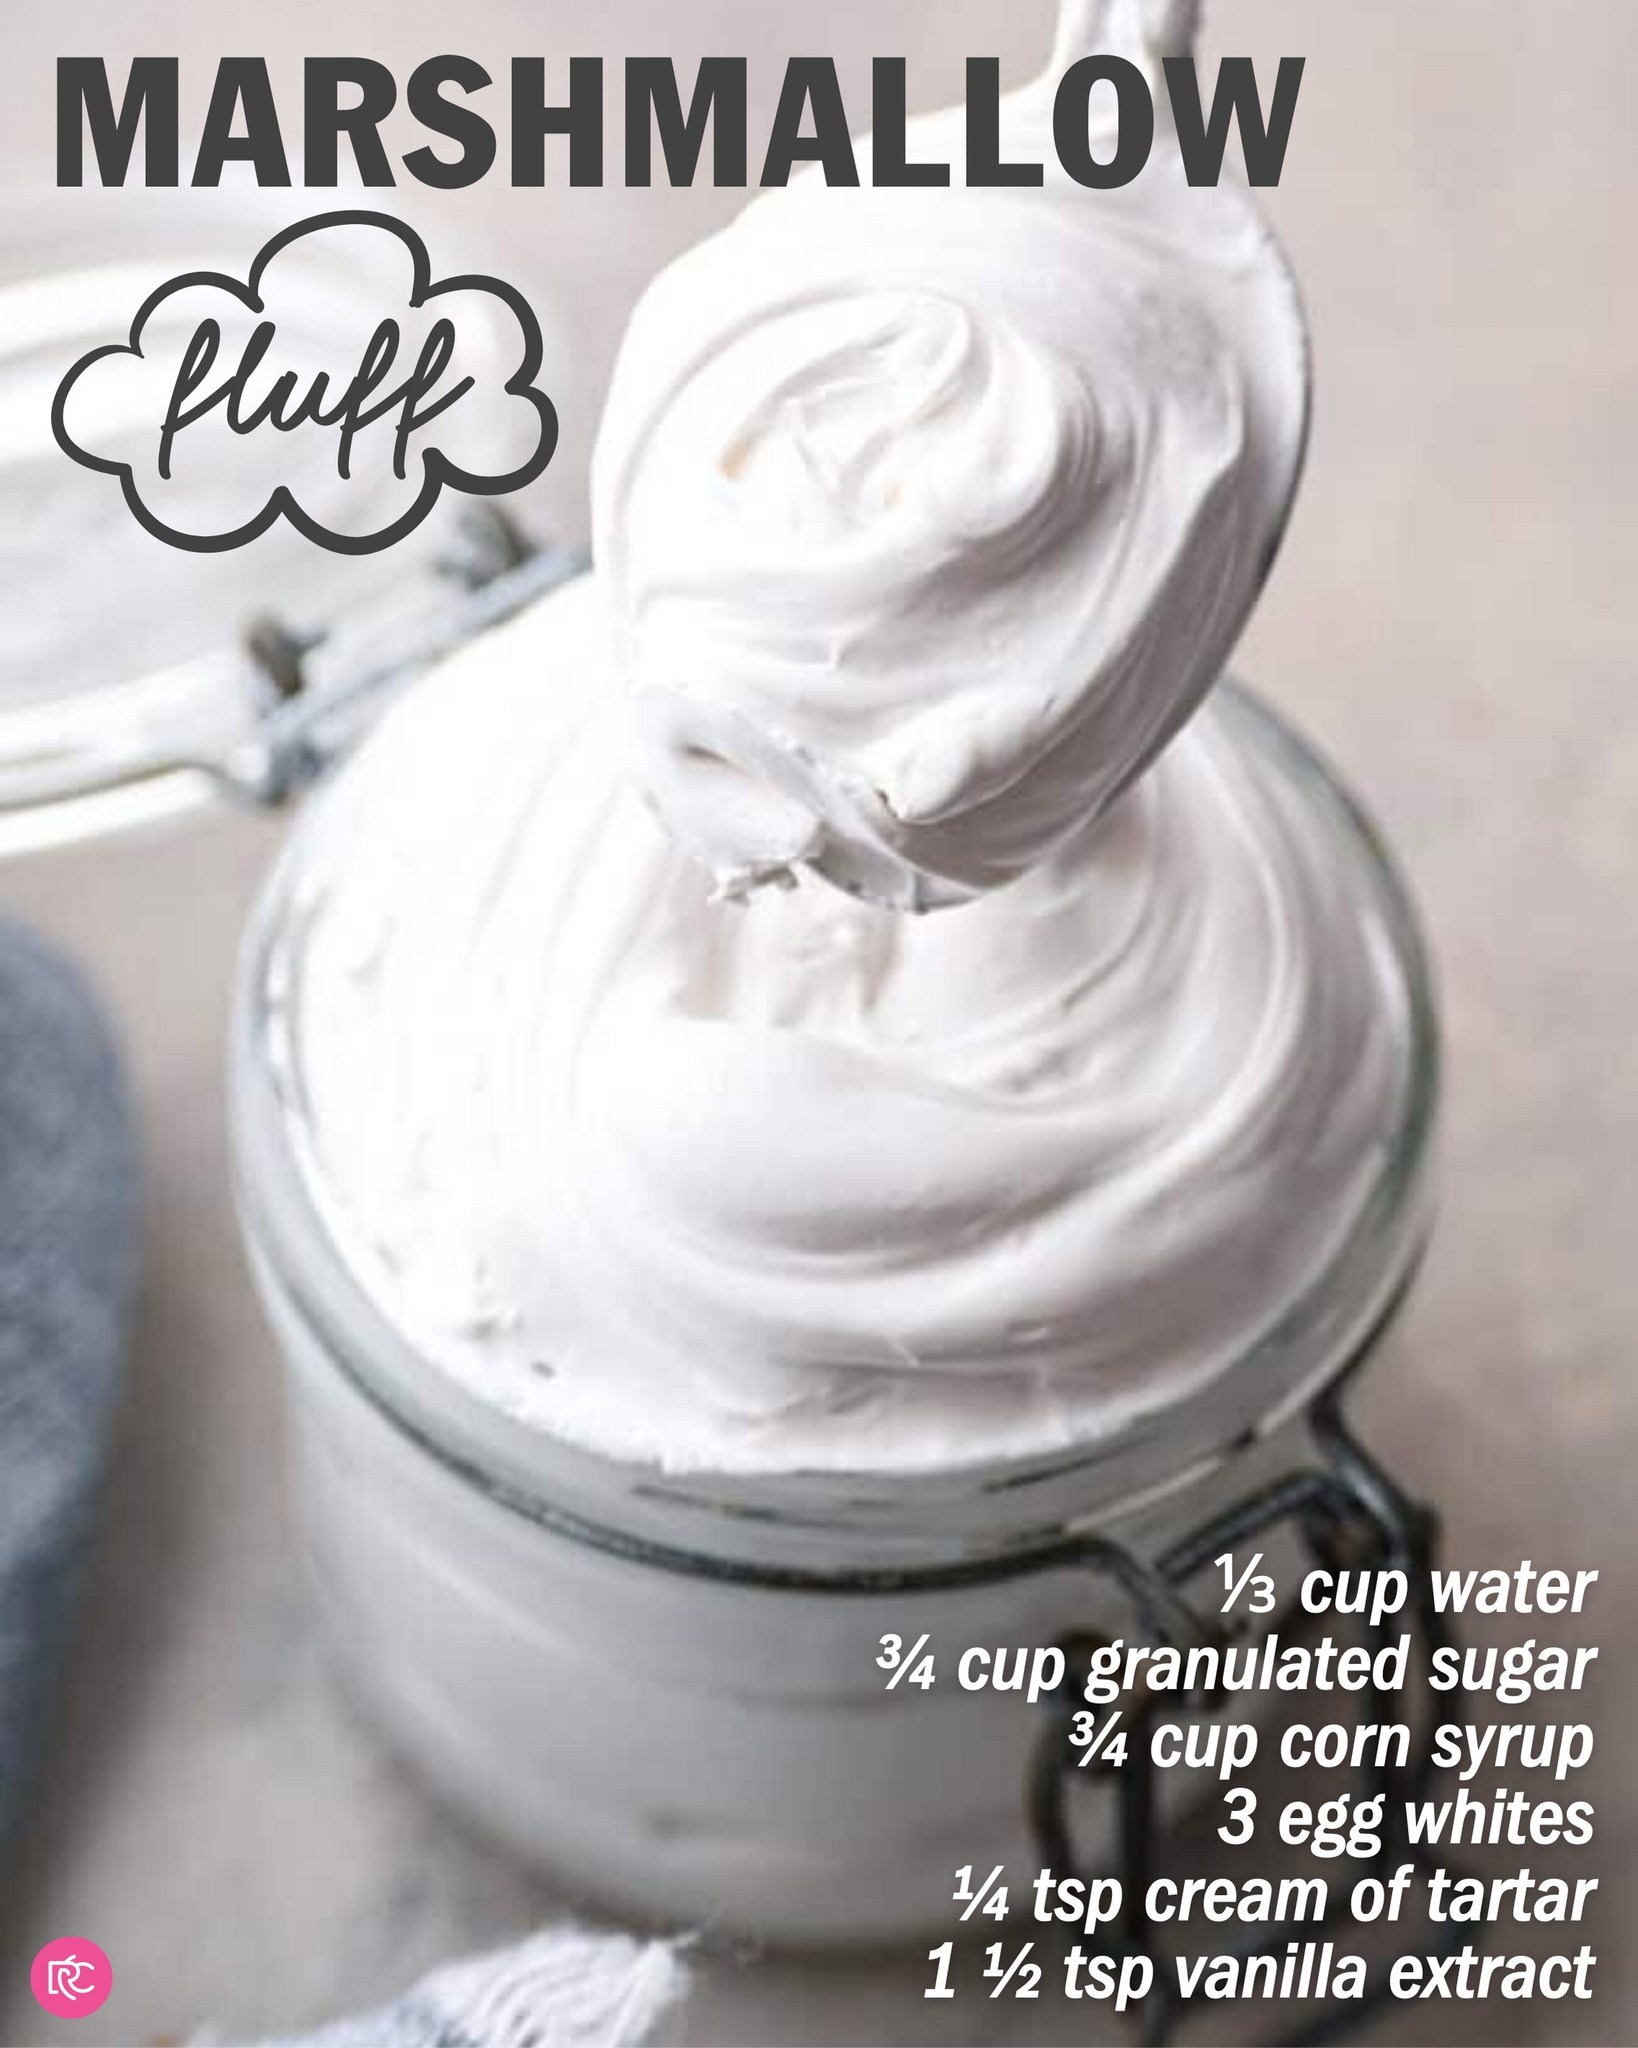 MARSHMALLOW
fluff
⅓ cup water
¾ cup granulated sugar
¾ cup corn syrup
3 egg whites
¼ tsp cream of tartar
1 ½ tsp vanilla extract
RC